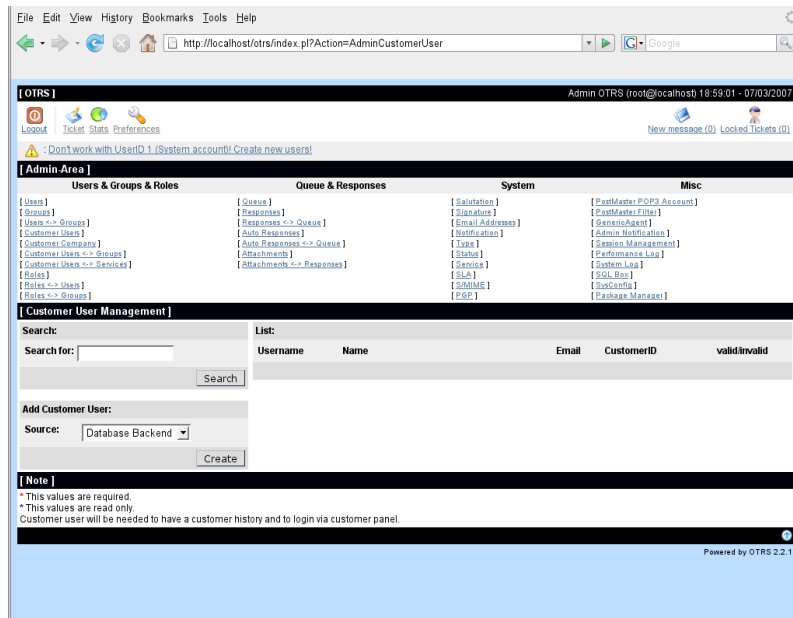 File Edit View History Bookmarks Tools Help
http://localhost/otrs/index.pl?Action=AdminCustomerUser
G Google
[ OTRS ] Admin OTRS (root@localhost) 18:59:01 - 07/03/2007
Logout Ticket Stats Preferences New message (0) Locked Tickets (0)
: Don't work with UserID 1 (System account)! Create new users!
[ Admin-Area ]
Users & Groups & Roles Queue & Responses System Misc
[ Users ] [ Queue ] [ Salutation ] [ PostMaster POP3 Account ]
[ Groups ] [ Responses ] [ Signature ] [ PostMaster Filter ]
[ Users <-> Groups ] [ Responses <-> Queue ] [ Email Addresses ] [ GenericAgent ]
[ Customer Users ] [ Auto Responses ] [ Notification ] [ Admin Notification ]
[ Customer Company ] [ Auto Responses <-> Queue ] [ Type ] [ Session Management ]
[ Customer Users <-> Groups ] [ Attachments ] [ Status ] [ Performance Log ]
[ Customer Users <-> Services ] [ Attachments <-> Responses ] [ Service ] [ System Log ]
[ Roles ] [ SLA ] [ SQL Box ]
[ Roles <-> Users ] [ S/MIME ] [ SysConfig ]
[ Roles <-> Groups ] [ PGP ] [ Package Manager ]
[ Customer User Management ]
Search: List:
Search for: Username Name Email CustomerID valid/invalid
Search
Add Customer User:
Source: Database Backend
Create
[ Note ]
* This values are required.
* This values are read only.
Customer user will be needed to have a customer history and to login via customer panel.
?
Powered by OTRS 2.2.1